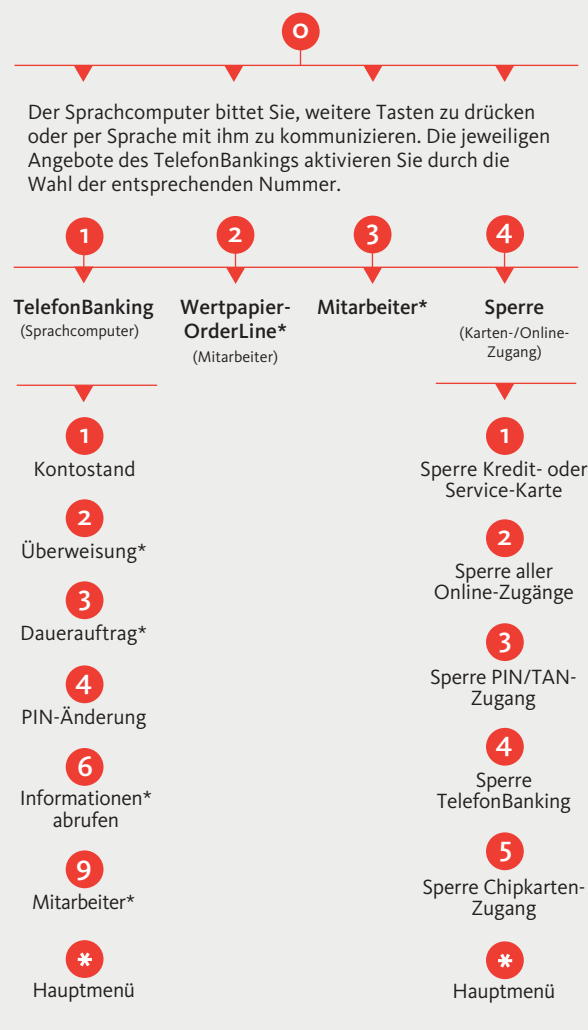 0
Der Sprachcomputer bittet Sie, weitere Tasten zu drücken
oder per Sprache mit ihm zu kommunizieren. Die jeweiligen
Angebote des TelefonBankings aktivieren Sie durch die
Wahl der entsprechenden Nummer.
1
TelefonBanking
(Sprachcomputer)
2
Wertpapier-
OrderLine*
(Mitarbeiter)
3
Mitarbeiter*
4
Sperre
(Karten-/Online-
Zugang)
1
Kontostand
2
Überweisung*
3
Dauerauftrag*
4
PIN-Änderung
6
Informationen*
abrufen
9
Mitarbeiter*
*
Hauptmenü
1
Sperre Kredit- oder
Service-Karte
2
Sperre aller
Online-Zugänge
3
Sperre PIN/TAN-
Zugang
4
Sperre
TelefonBanking
5
Sperre Chipkarten-
Zugang
*
Hauptmenü